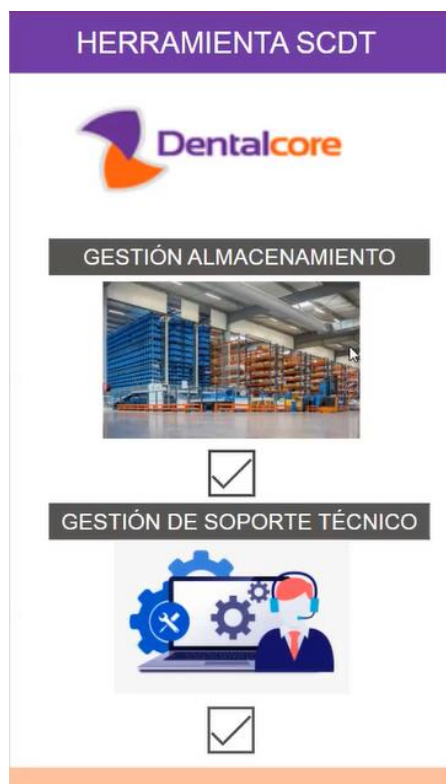 HERRAMIENTA SCDT
Dentalcore
GESTIÓN ALMACENAMIENTO
GESTIÓN DE SOPORTE TÉCNICO